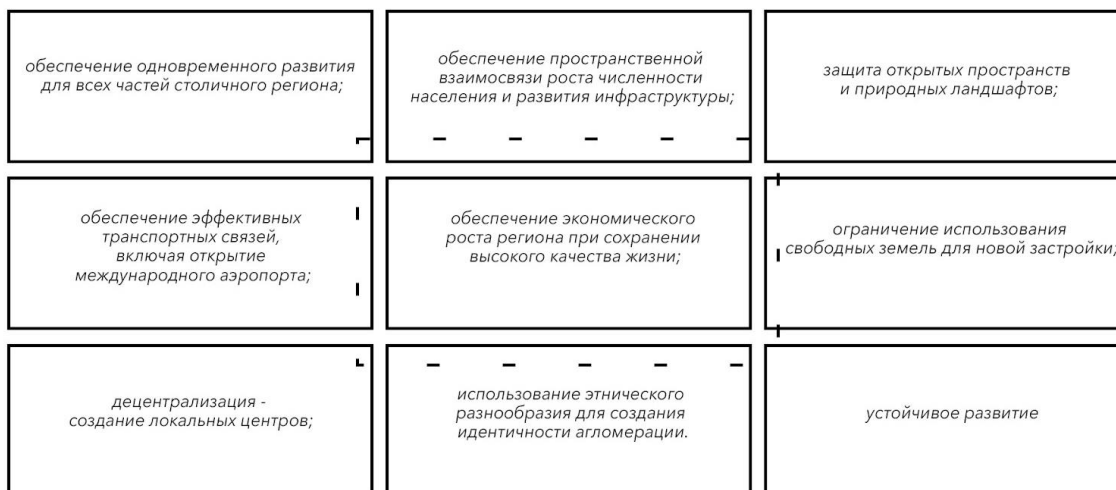 обеспечение одновременного развития
для всех частей столичного региона;
обеспечение пространственной
взаимосвязи роста численности
населения и развития инфраструктуры;
защита открытых пространств
и природных ландшафтов;
обеспечение эффективных
транспортных связей,
включая открытие
международного аэропорта;
обеспечение экономического
роста региона при сохранении
высокого качества жизни;
ограничение использования
свободных земель для новой застройки;
децентрализация -
создание локальных центров;
использование этнического
разнообразия для создания
идентичности агломерации.
устойчивое развитие